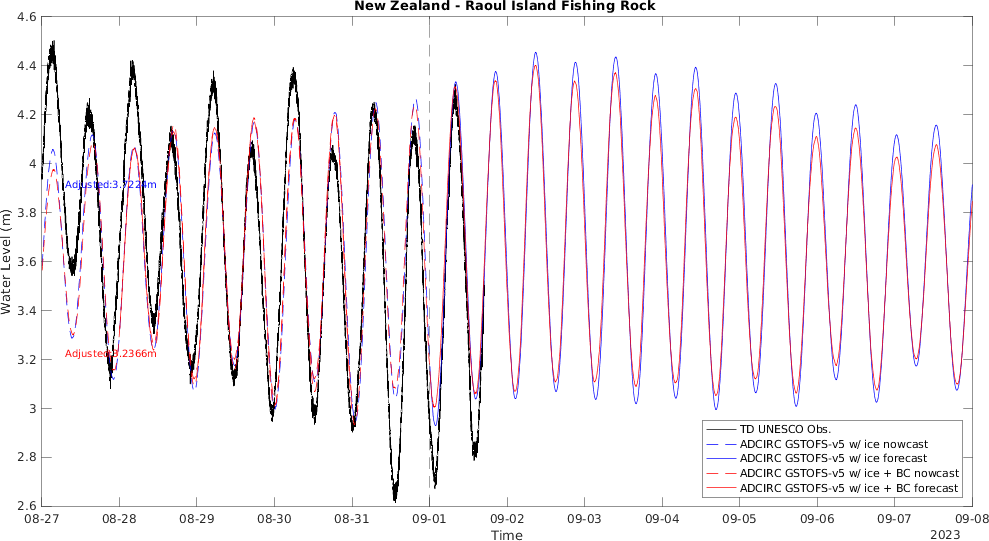 New Zealand - Raoul Island Fishing Rock
4.6
4.4
4.2
4
3.8
3.6
3.4
3.2
3
2.8
2.6
Water Level (m)
Adjusted:3.7224m
Adjusted:3.2366m
TD UNESCO Obs.
ADCIRC GSTOFS-v5 w/ ice nowcast
ADCIRC GSTOFS-v5 w/ ice forecast
ADCIRC GSTOFS-v5 w/ ice + BC nowcast
ADCIRC GSTOFS-v5 w/ ice + BC forecast
08-27 08-28 08-29 08-30 08-31 09-01 09-02 09-03 09-04 09-05 09-06 09-07 09-08
Time
2023